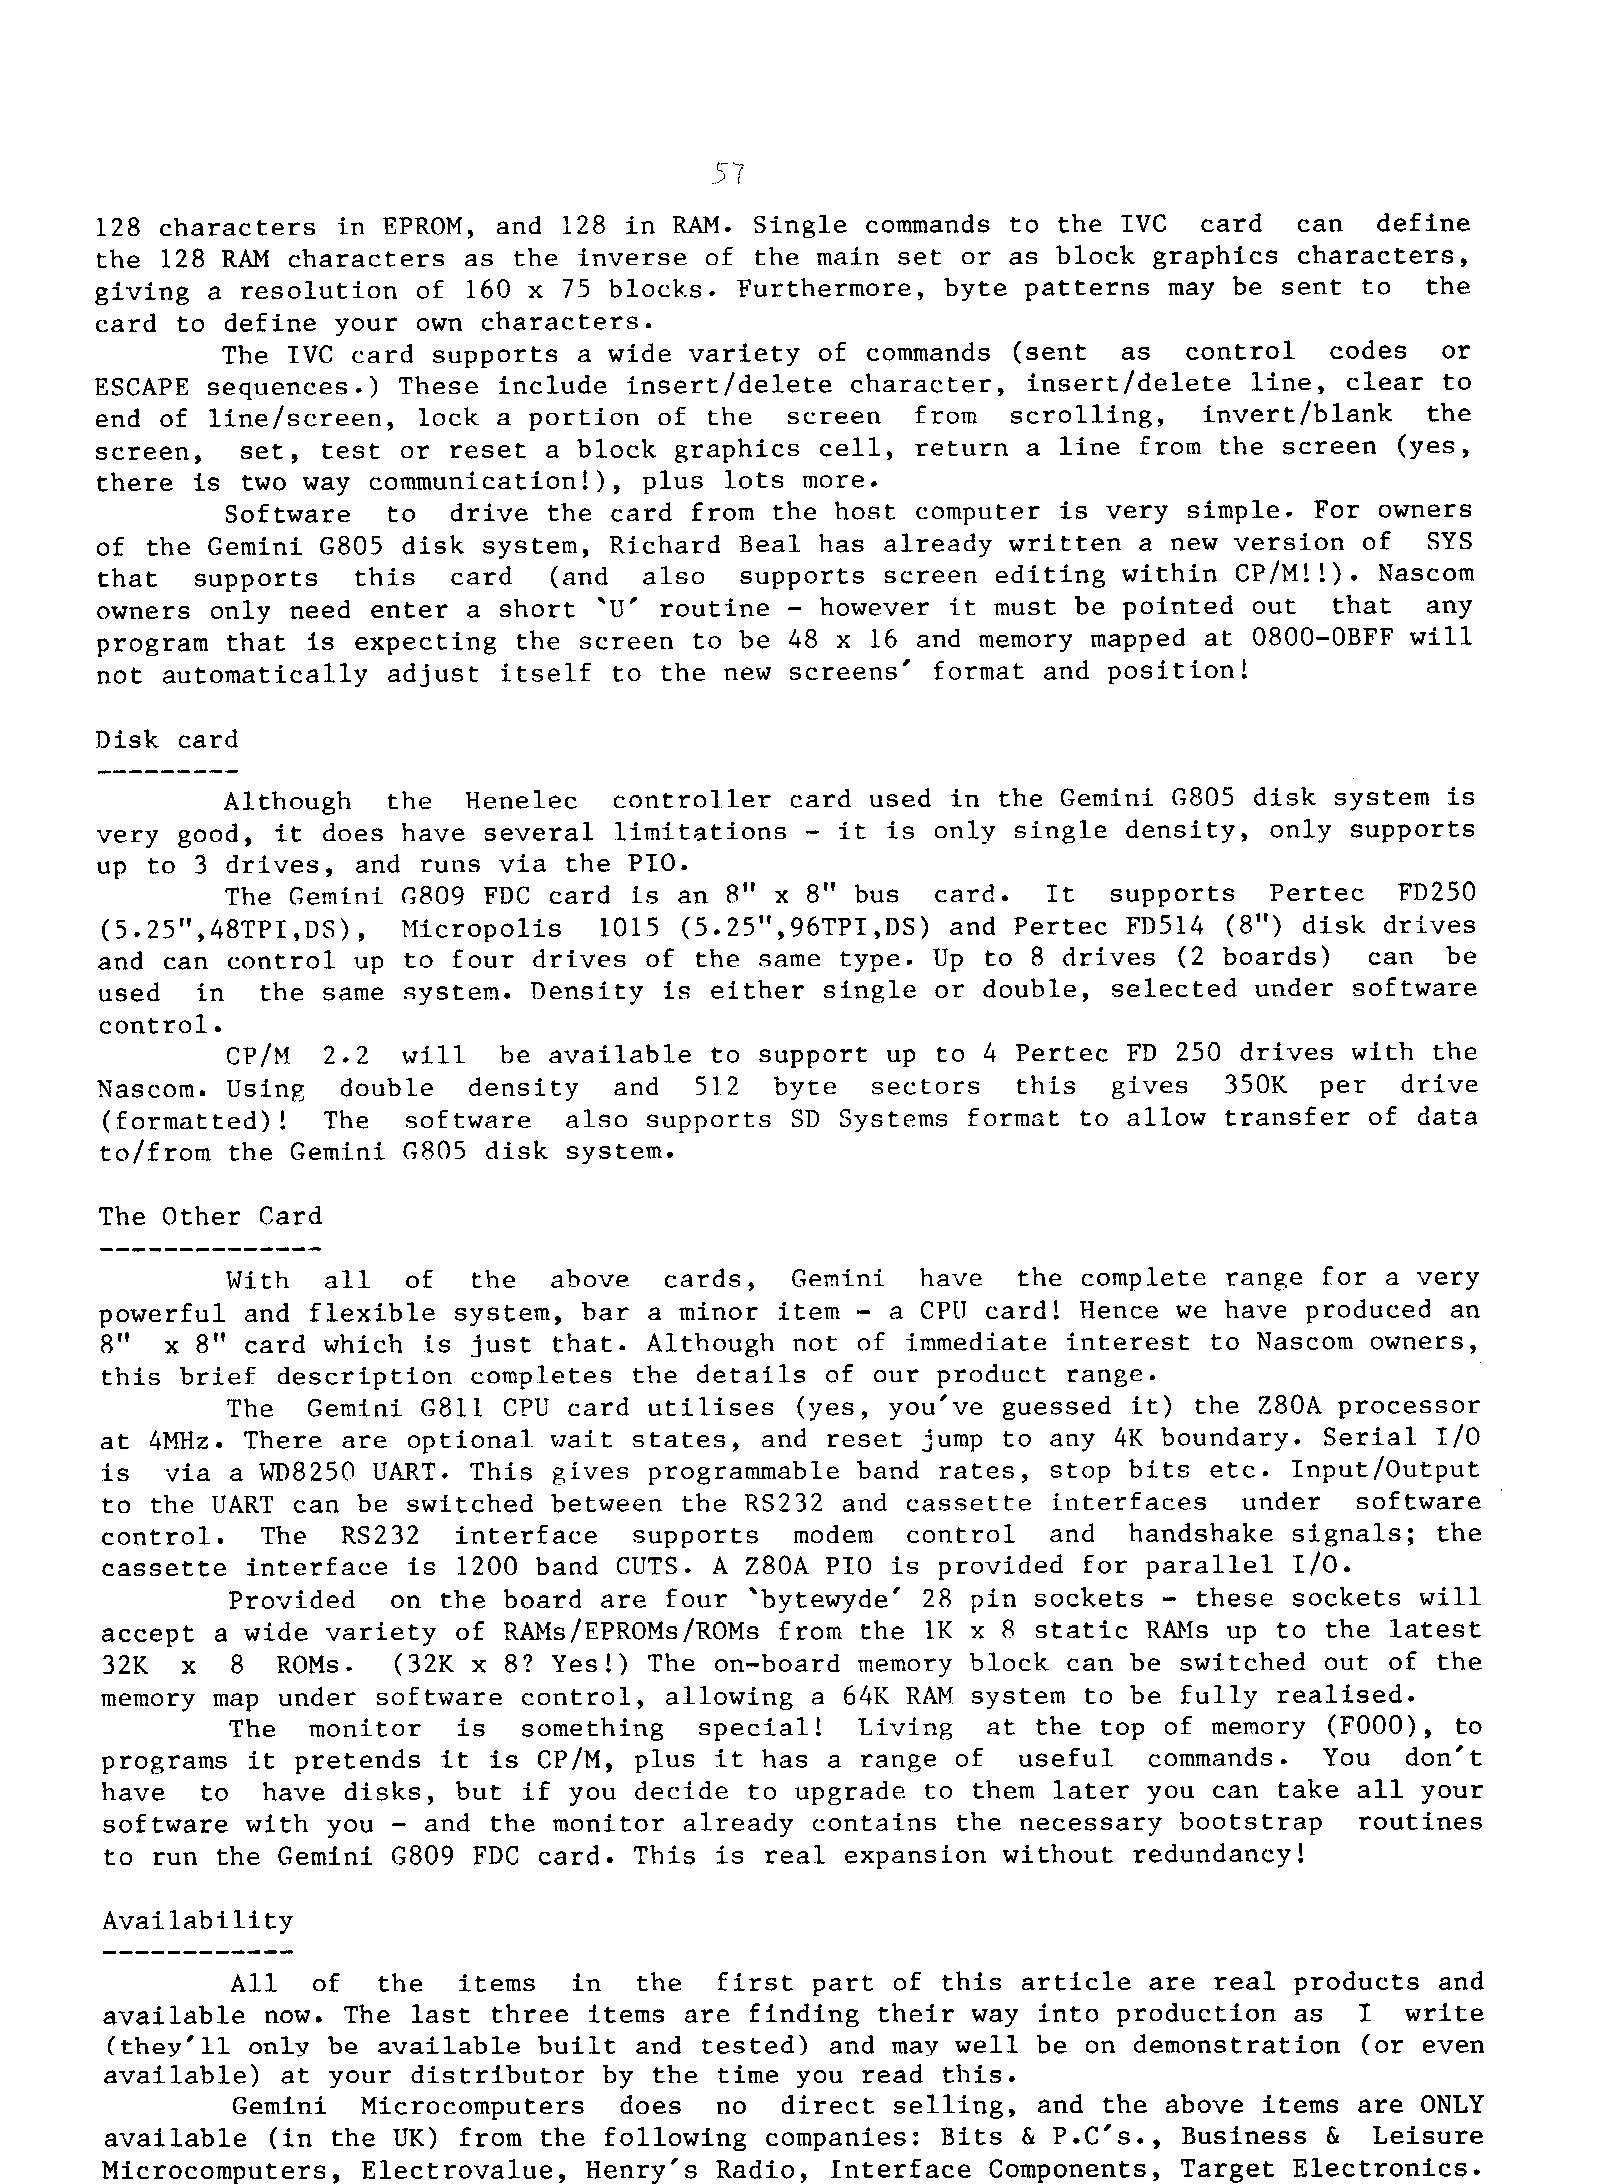 57
128 characters in EPROM, and 128 in RAM. Single commands to the IVC card can define
the 128 RAM characters as the inverse of the main set or as block graphics characters,
giving a resolution of 160 x 75 blocks. Furthermore, byte patterns may be sent to the
card to define your own characters.
The IVC card supports a wide variety of commands (sent as control codes or
ESCAPE sequences.) These include insert/delete character, insert/delete line, clear to
end of line/screen, lock a portion of the screen from scrolling, invert/blank the
screen, set, test or reset a block graphics cell, return a line from the screen (yes,
there is two way communication!), plus lots more.
Software to drive the card from the host computer is very simple. For owners
of the Gemini G805 disk system, Richard Beal has already written a new version of SYS
that supports this card (and also supports screen editing within CP/M!!). Nascom
owners only need enter a short `U' routine - however it must be pointed out that any
program that is expecting the screen to be 48 x 16 and memory mapped at 0800-0BFF will
not automatically adjust itself to the new screens' format and position!
Disk card
---------
Although the Henelec controller card used in the Gemini G805 disk system is
very good, it does have several limitations - it is only single density, only supports
up to 3 drives, and runs via the PIO.
The Gemini G809 FDC card is an 8" x 8" bus card. It supports Pertec FD250
(5.25",48TPI,DS), Micropolis 1015 (5.25",96TPI,DS) and Pertec FD514 (8") disk drives
and can control up to four drives of the same type. Up to 8 drives (2 boards) can be
used in the same system. Density is either single or double, selected under software
control.
CP/M 2.2 will be available to support up to 4 Pertec FD 250 drives with the
Nascom. Using double density and 512 byte sectors this gives 350K per drive
(formatted)! The software also supports SD Systems format to allow transfer of data
to/from the Gemini G805 disk system.
The Other Card
--------------
With all of the above cards, Gemini have the complete range for a very
powerful and flexible system, bar a minor item - a CPU card! Hence we have produced an
8" x 8" card which is just that. Although not of immediate interest to Nascom owners,
this brief description completes the details of our product range.
The Gemini G811 CPU card utilises (yes, you've guessed it) the Z80A processor
at 4MHz. There are optional wait states, and reset jump to any 4K boundary. Serial I/O
is via a WD8250 UART. This gives programmable band rates, stop bits etc. Input/Output
to the UART can be switched between the RS232 and cassette interfaces under software
control. The RS232 interface supports modem control and handshake signals; the
cassette interface is 1200 band CUTS. A Z80A PIO is provided for parallel I/O.
Provided on the board are four `bytewyde' 28 pin sockets - these sockets will
accept a wide variety of RAMs/EPROMs/ROMs from the 1K x 8 static RAMs up to the latest
32K x 8 ROMs. (32K x 8? Yes!) The on-board memory block can be switched out of the
memory map under software control, allowing a 64K RAM system to be fully realised.
The monitor is something special! Living at the top of memory (F000), to
programs it pretends it is CP/M, plus it has a range of useful commands. You don't
have to have disks, but if you decide to upgrade to them later you can take all your
software with you - and the monitor already contains the necessary bootstrap routines
to run the Gemini G809 FDC card. This is real expansion without redundancy!
Availability
------------
All of the items in the first part of this article are real products and
available now. The last three items are finding their way into production as I write
(they'll only be available built and tested) and may well be on demonstration (or even
available) at your distributor by the time you read this.
Gemini Microcomputers does no direct selling, and the above items are ONLY
available (in the UK) from the following companies: Bits & P.C's., Business & Leisure
Microcomputers, Electrovalue, Henry's Radio, Interface Components, Target Electronics.